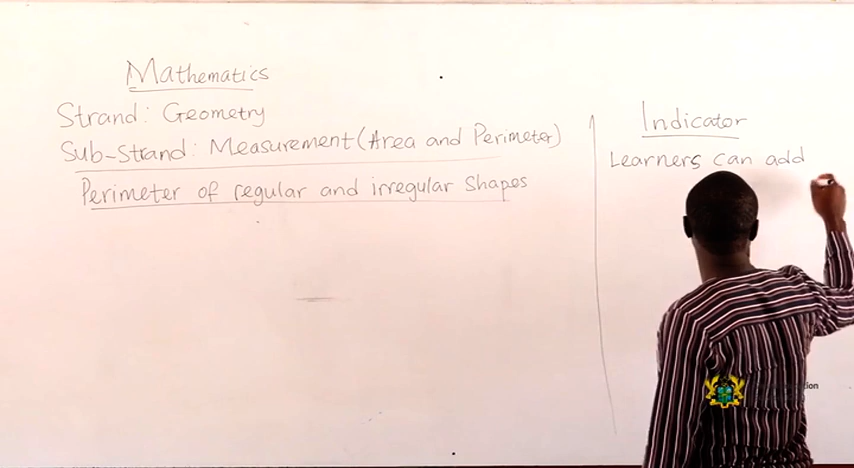 Mathematics
Strand: Geometry
Sub-Strand: Measurement (Area and Perimeter)
Perimeter of regular and irregular Shapes
Indicator
Learners can add